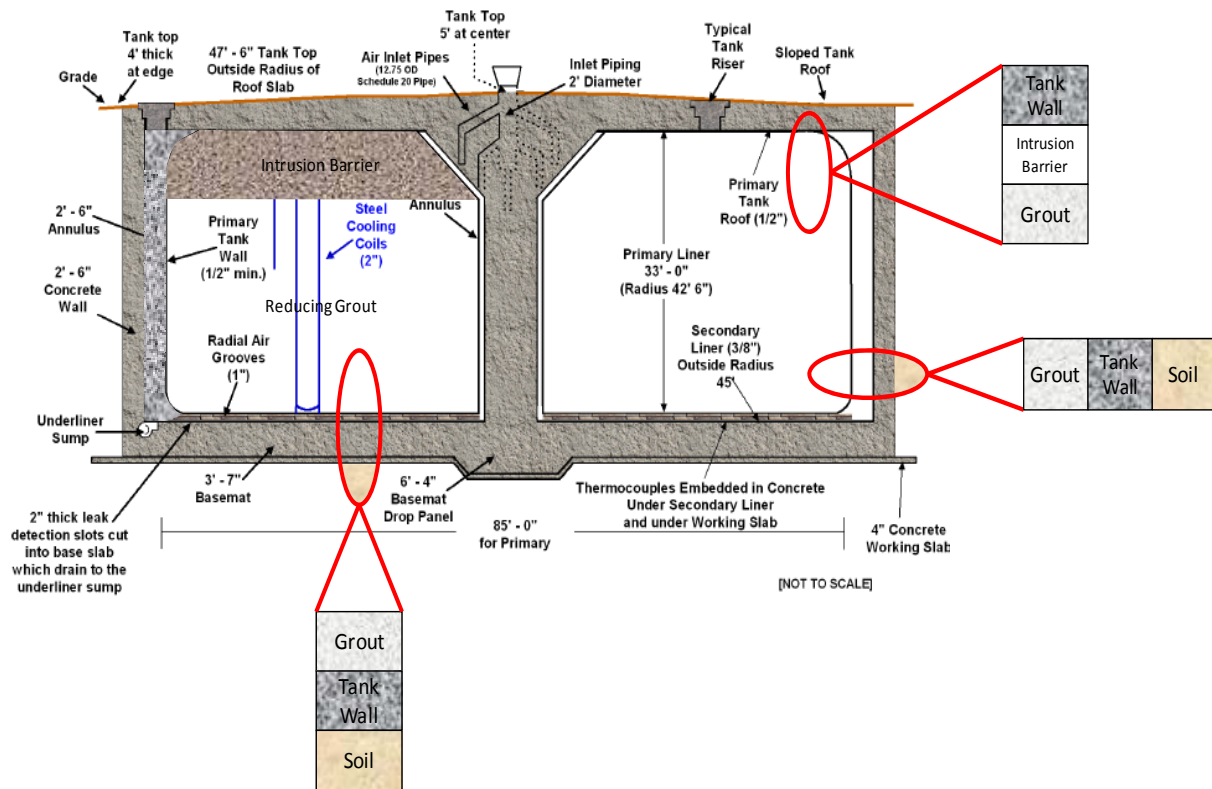 Tank top
4' thick
at edge
Grade
47' - 6" Tank Top
Outside Radius of
Roof Slab
Air Inlet Pipes
(12.75 OD
Schedule 20 Pipe)
Tank Top
5' at center
Inlet Piping
2' Diameter
Typical
Tank
Riser
Sloped Tank
Roof
Tank
Wall
Intrusion
Barrier
Grout
Intrusion Barrier
2' - 6"
Annulus
Primary
Tank
Wall
(1/2" min.)
Steel
Cooling
Coils
(2")
Annulus
Primary
Tank
Roof (1/2")
Primary Liner
33' - 0"
(Radius 42' 6")
2' - 6"
Concrete
Wall
Reducing Grout
Radial Air
Grooves
(1")
Secondary
Liner (3/8")
Outside Radius
45'
Grout
Tank
Wall
Soil
Underliner
Sump
3' - 7"
Basemat
6' - 4"
Basemat
Drop Panel
Thermocouples Embedded in Concrete
Under Secondary Liner
and under Working Slab
2" thick leak
detection slots cut
into base slab
which drain to the
underliner sump
85' - 0"
for Primary
4" Concrete
Working Slab
[NOT TO SCALE]
Grout
Tank
Wall
Soil